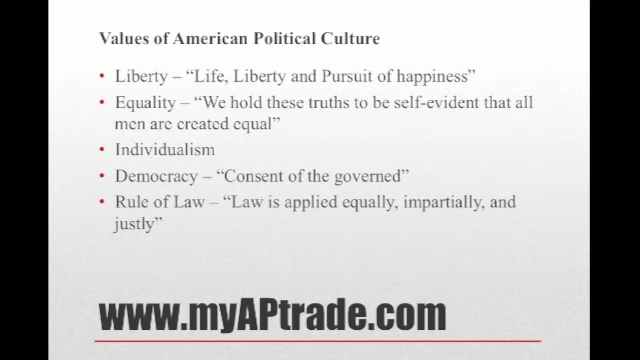 Values of American Political Culture
• Liberty – “Life, Liberty and Pursuit of happiness”
• Equality – “We hold these truths to be self-evident that all
men are created equal”
• Individualism
• Democracy – “Consent of the governed”
• Rule of Law – “Law is applied equally, impartially, and
justly”
www.myAPtrade.com